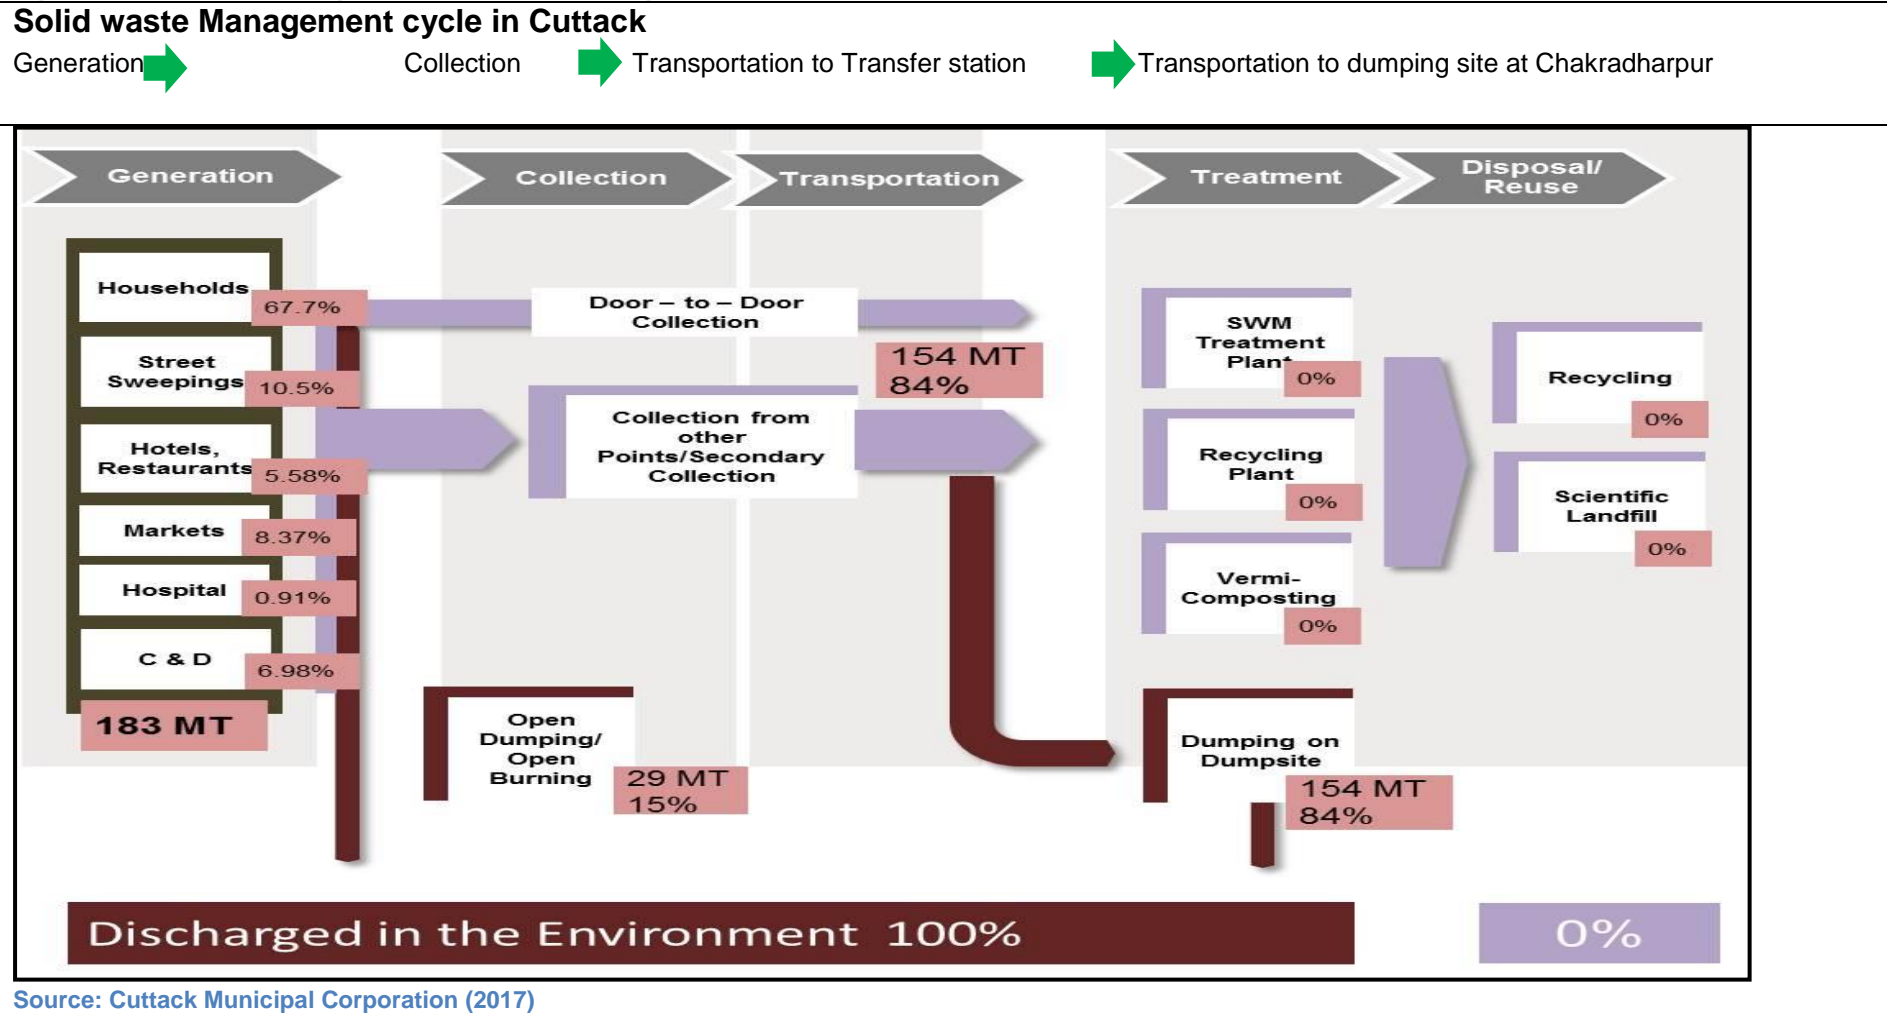 Solid waste Management cycle in Cuttack
Generation Collection Transportation to Transfer station Transportation to dumping site at Chakradharpur
Generation
Collection
Transportation
Treatment
Disposal/
Reuse
Households
67.7%
Street
Sweepings
10.5%
Hotels,
Restaurants
5.58%
Markets
8.37%
Hospital
0.91%
C & D
6.98%
183 MT
Door – to – Door
Collection
154 MT
84%
Collection from
other
Points/Secondary
Collection
Open
Dumping/
Open
Burning
29 MT
15%
SWM
Treatment
Plant
0%
Recycling
Plant
0%
Vermi-
Composting
0%
Dumping on
Dumpsite
154 MT
84%
Recycling
0%
Scientific
Landfill
0%
Discharged in the Environment 100%
0%
Source: Cuttack Municipal Corporation (2017)